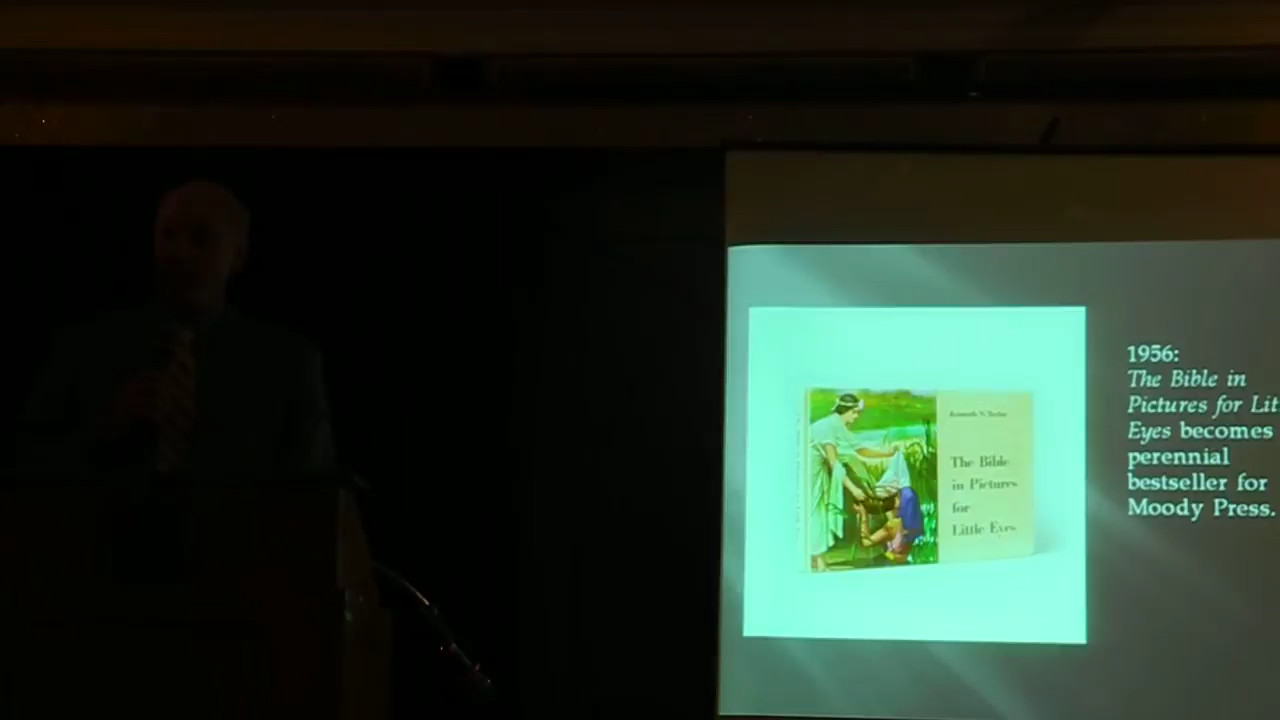 1956:
The Bible in
Pictures for Lit
Eyes becomes
perennial
bestseller for
Moody Press.
Kenneth N. Taylor
The Bible
in Pictures
for
Little Eyes